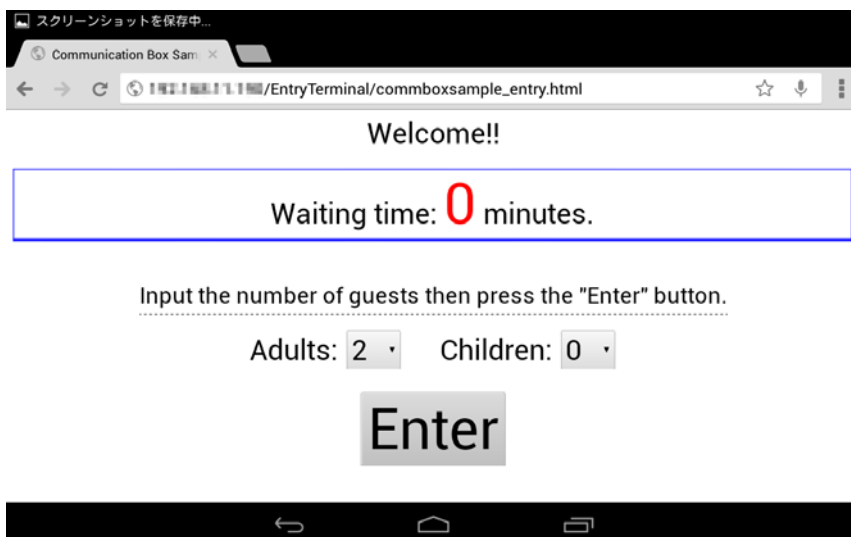 スクリーンショットを保存中...
Communication Box Sam
/EntryTerminal/commboxsample_entry.html
Welcome!!
Waiting time: 0 minutes.
Input the number of guests then press the "Enter" button.
Adults: 2 Children: 0
Enter